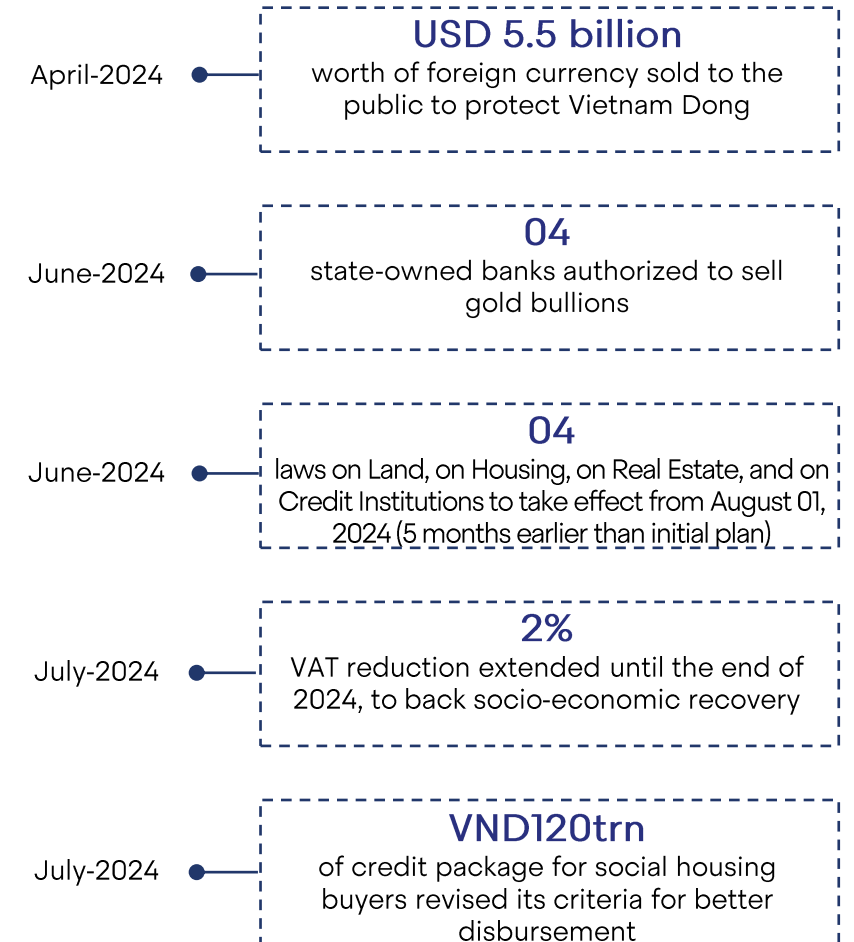 USD 5.5 billion
April-2024
worth of foreign currency sold to the
public to protect Vietnam Dong
04
June-2024
state-owned banks authorized to sell
gold bullions
04
June-2024
laws on Land, on Housing, on Real Estate, and on
Credit Institutions to take effect from August 01,
2024 (5 months earlier than initial plan)
2%
July-2024
VAT reduction extended until the end of
2024, to back socio-economic recovery
VND120trn
July-2024
of credit package for social housing
buyers revised its criteria for better
disbursement